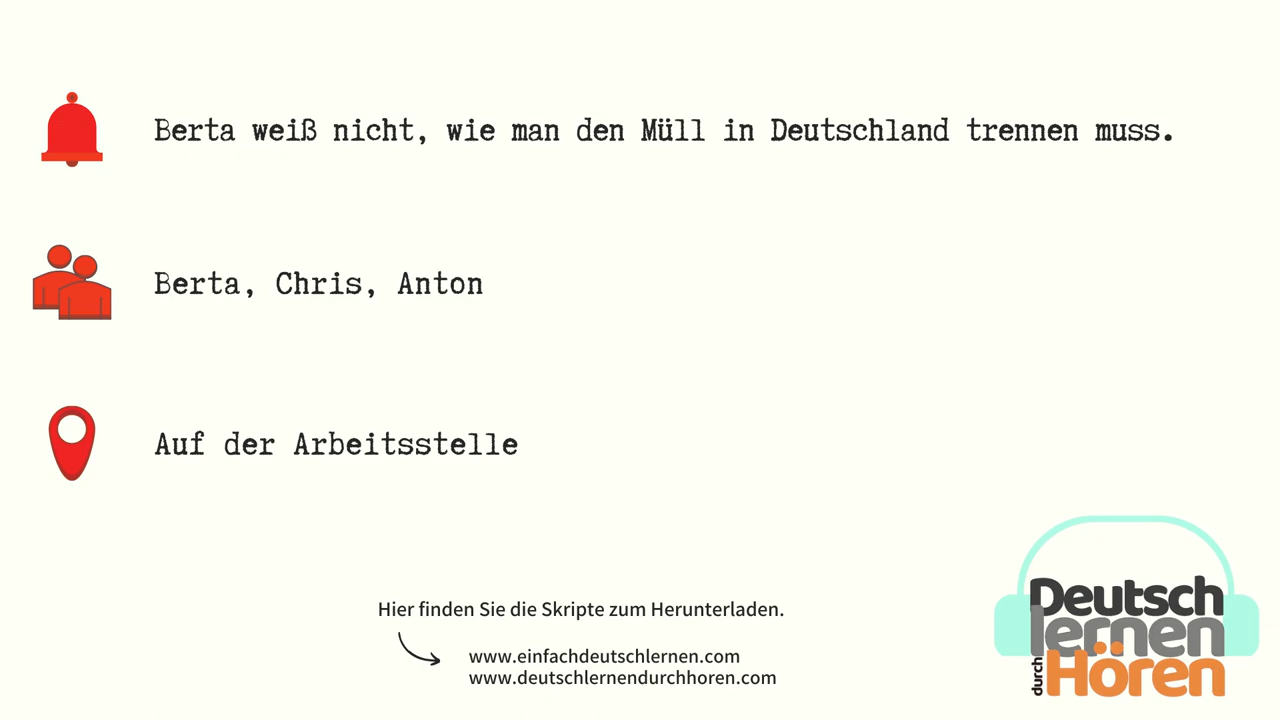 Berta weiß nicht, wie man den Müll in Deutschland trennen muss.
Berta, Chris, Anton
Auf der Arbeitsstelle
Hier finden Sie die Skripte zum Herunterladen.
www.einfachdeutschlernen.com
www.deutschlernendurchhoren.com
Deutsch
lernen
durch Hören